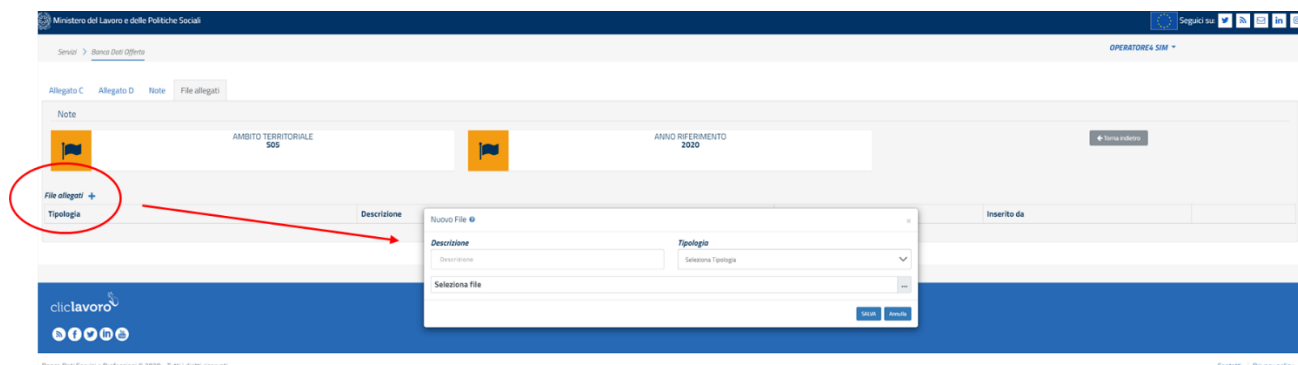 Ministero del Lavoro e delle Politiche Sociali
Seguici su:
Servizi > Banca Dati Offerta
OPERATORE4 SIM
Allegato C Allegato D Note File allegati
Note
AMBITO TERRITORIALE
S05
ANNO RIFERIMENTO
2020
Torna indietro
File allegati +
Tipologia Descrizione Inserito da
Nuovo File
Descrizione Tipologia
Descrizione Seleziona Tipologia
Seleziona file ...
SALVA Annulla
cliclavoro